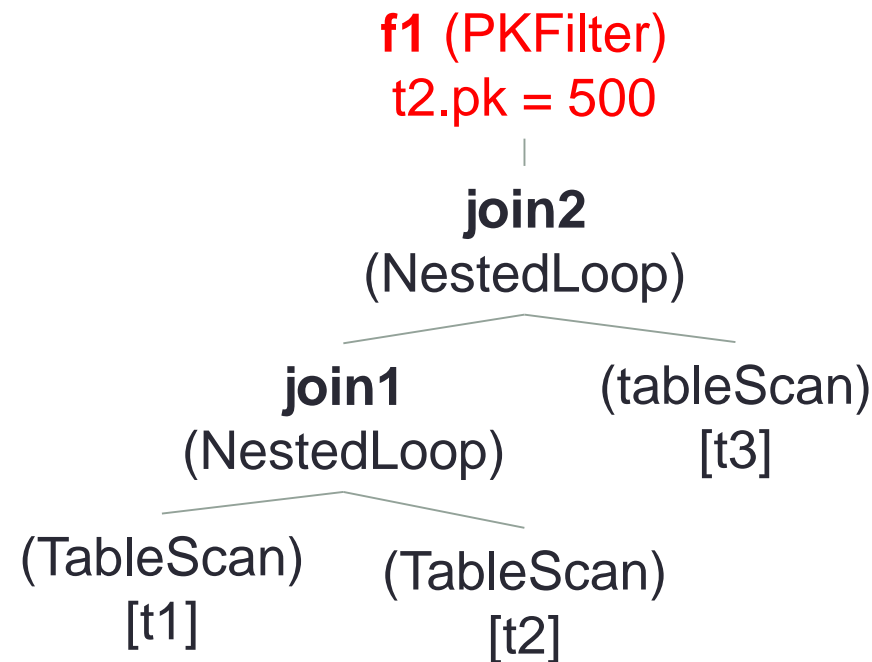 f1 (PKFilter)
t2.pk = 500
join2
(NestedLoop)
join1
(NestedLoop)
(tableScan)
[t3]
(TableScan)
[t1]
(TableScan)
[t2]